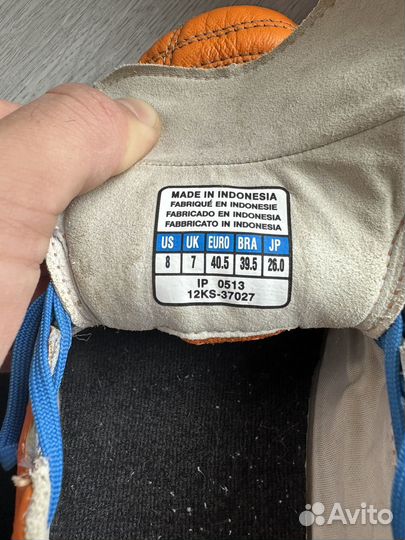 MADE IN INDONESIA
FABRIQUÉ EN INDONESIE
FABRICADO EN INDONESIA
FABBRICATO IN INDONESIA
US UK EURO BRA JP
8 7 40.5 39.5 26.0
IP 0513
12KS-37027
Avito